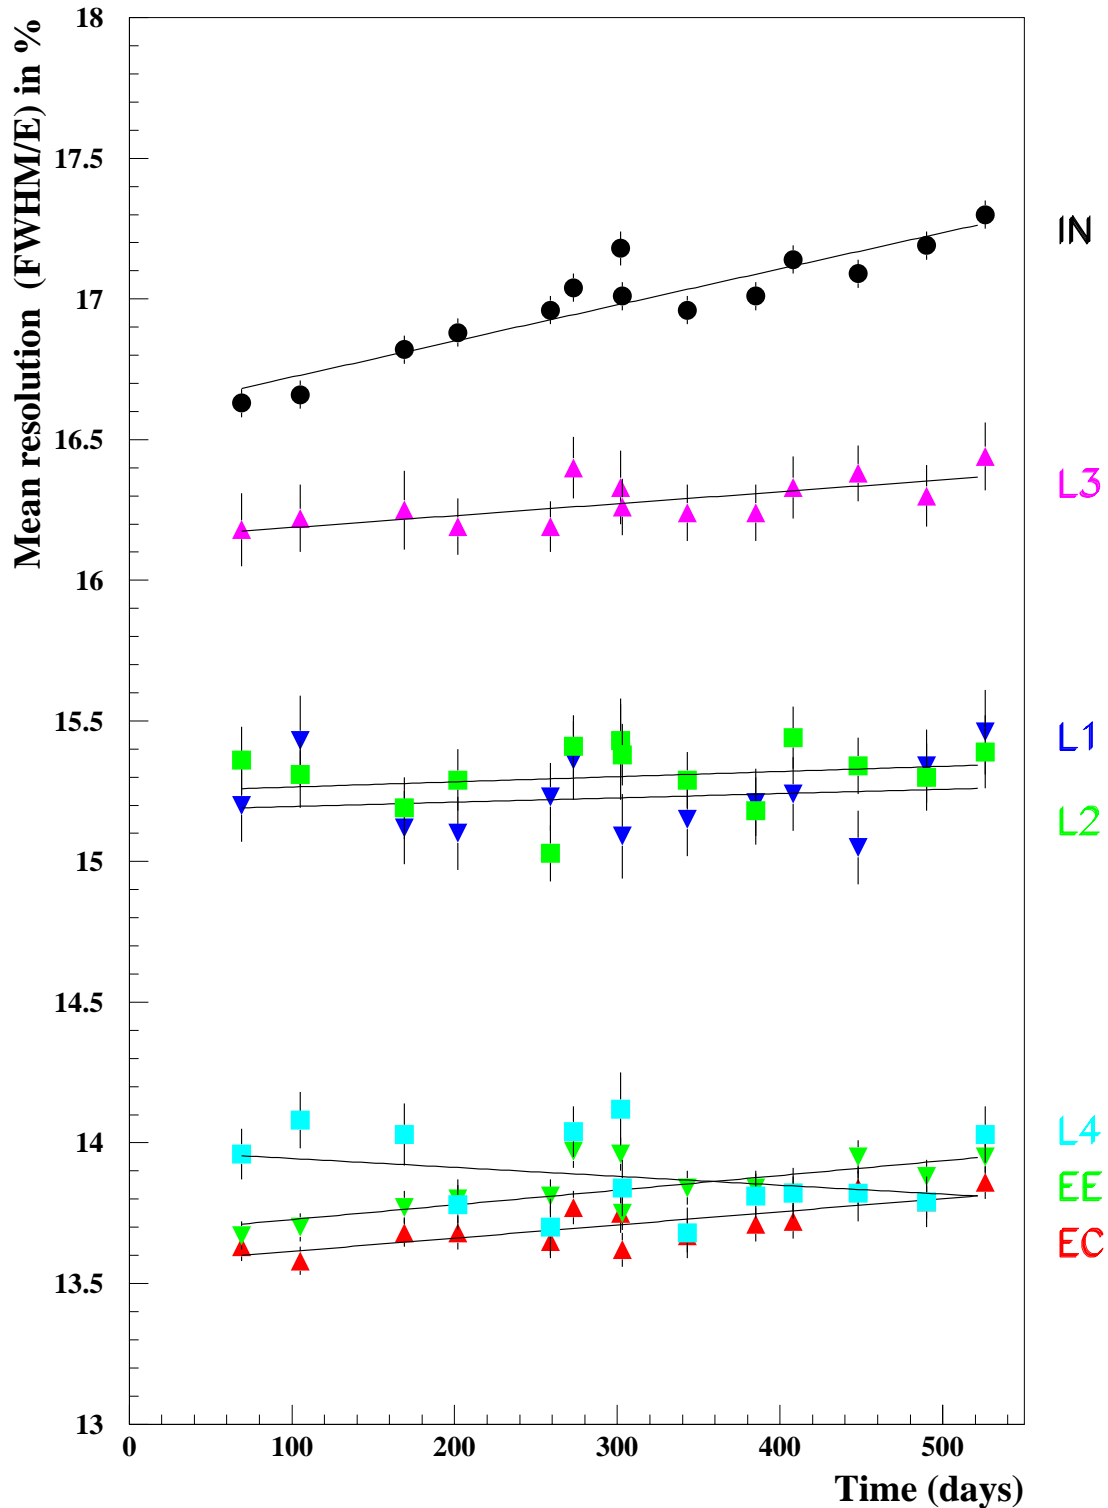 Mean resolution (FWHM/E) in %
18
17.5
17
16.5
16
15.5
15
14.5
14
13.5
13
0 100 200 300 400 500
Time (days)
IN
L3
L1
L2
L4
EE
EC